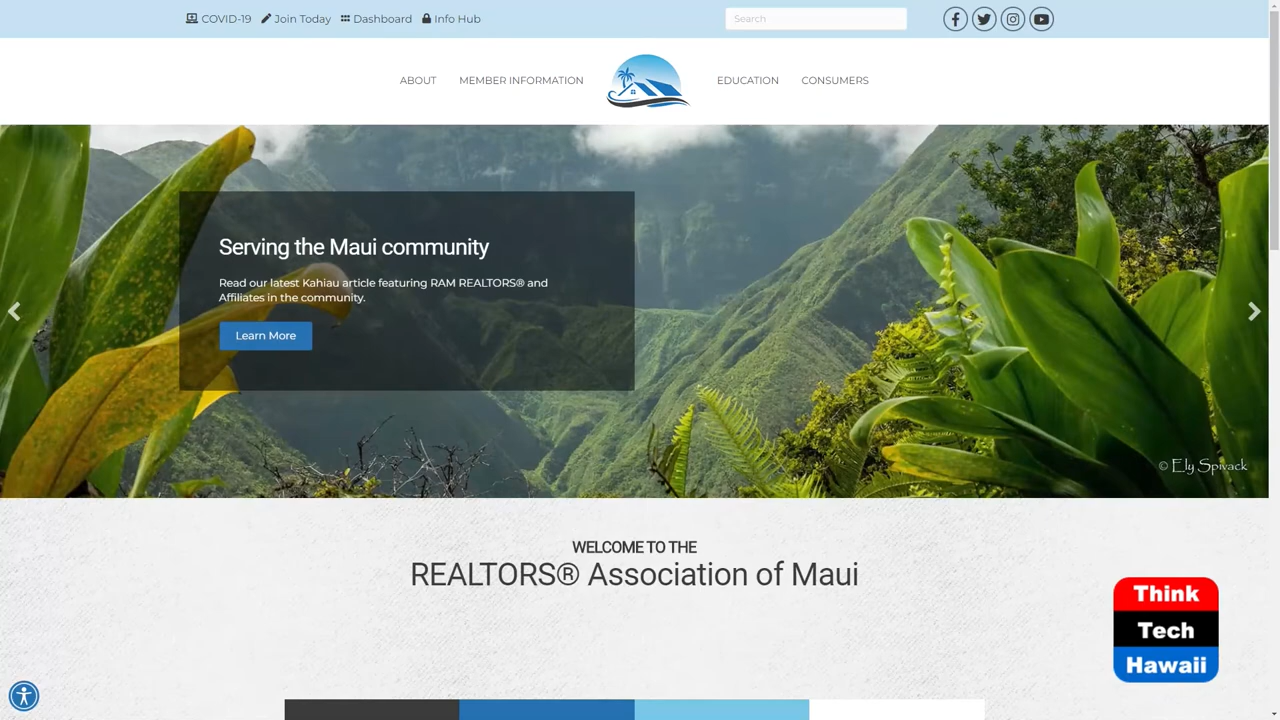 COVID-19 Join Today Dashboard Info Hub Search
ABOUT MEMBER INFORMATION EDUCATION CONSUMERS
Serving the Maui community
Read our latest Kahiau article featuring RAM REALTORS® and
Affiliates in the community.
Learn More
© Ely Spivack
WELCOME TO THE
REALTORS® Association of Maui
Think
Tech
Hawaii